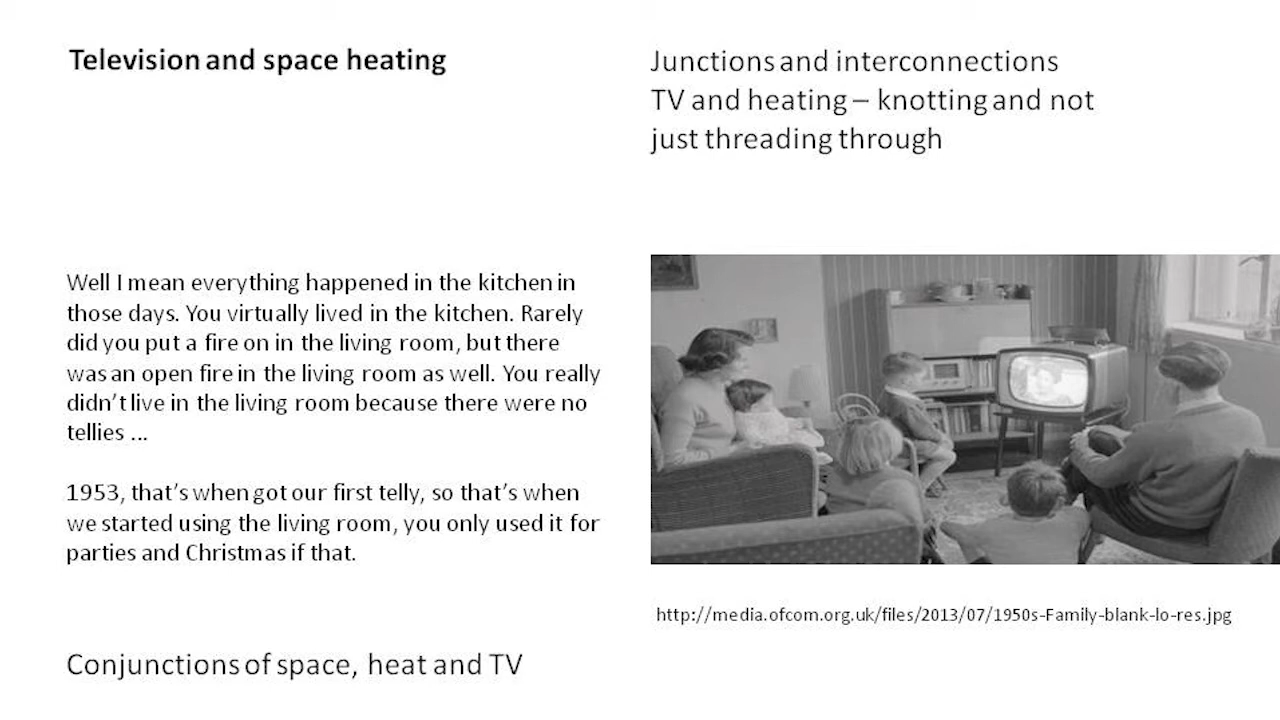 Television and space heating
Junctions and interconnections
TV and heating – knotting and not
just threading through
Well I mean everything happened in the kitchen in
those days. You virtually lived in the kitchen. Rarely
did you put a fire on in the living room, but there
was an open fire in the living room as well. You really
didn’t live in the living room because there were no
tellies ...
1953, that’s when got our first telly, so that’s when
we started using the living room, you only used it for
parties and Christmas if that.
http://media.ofcom.org.uk/files/2013/07/1950s-Family-blank-lo-res.jpg
Conjunctions of space, heat and TV